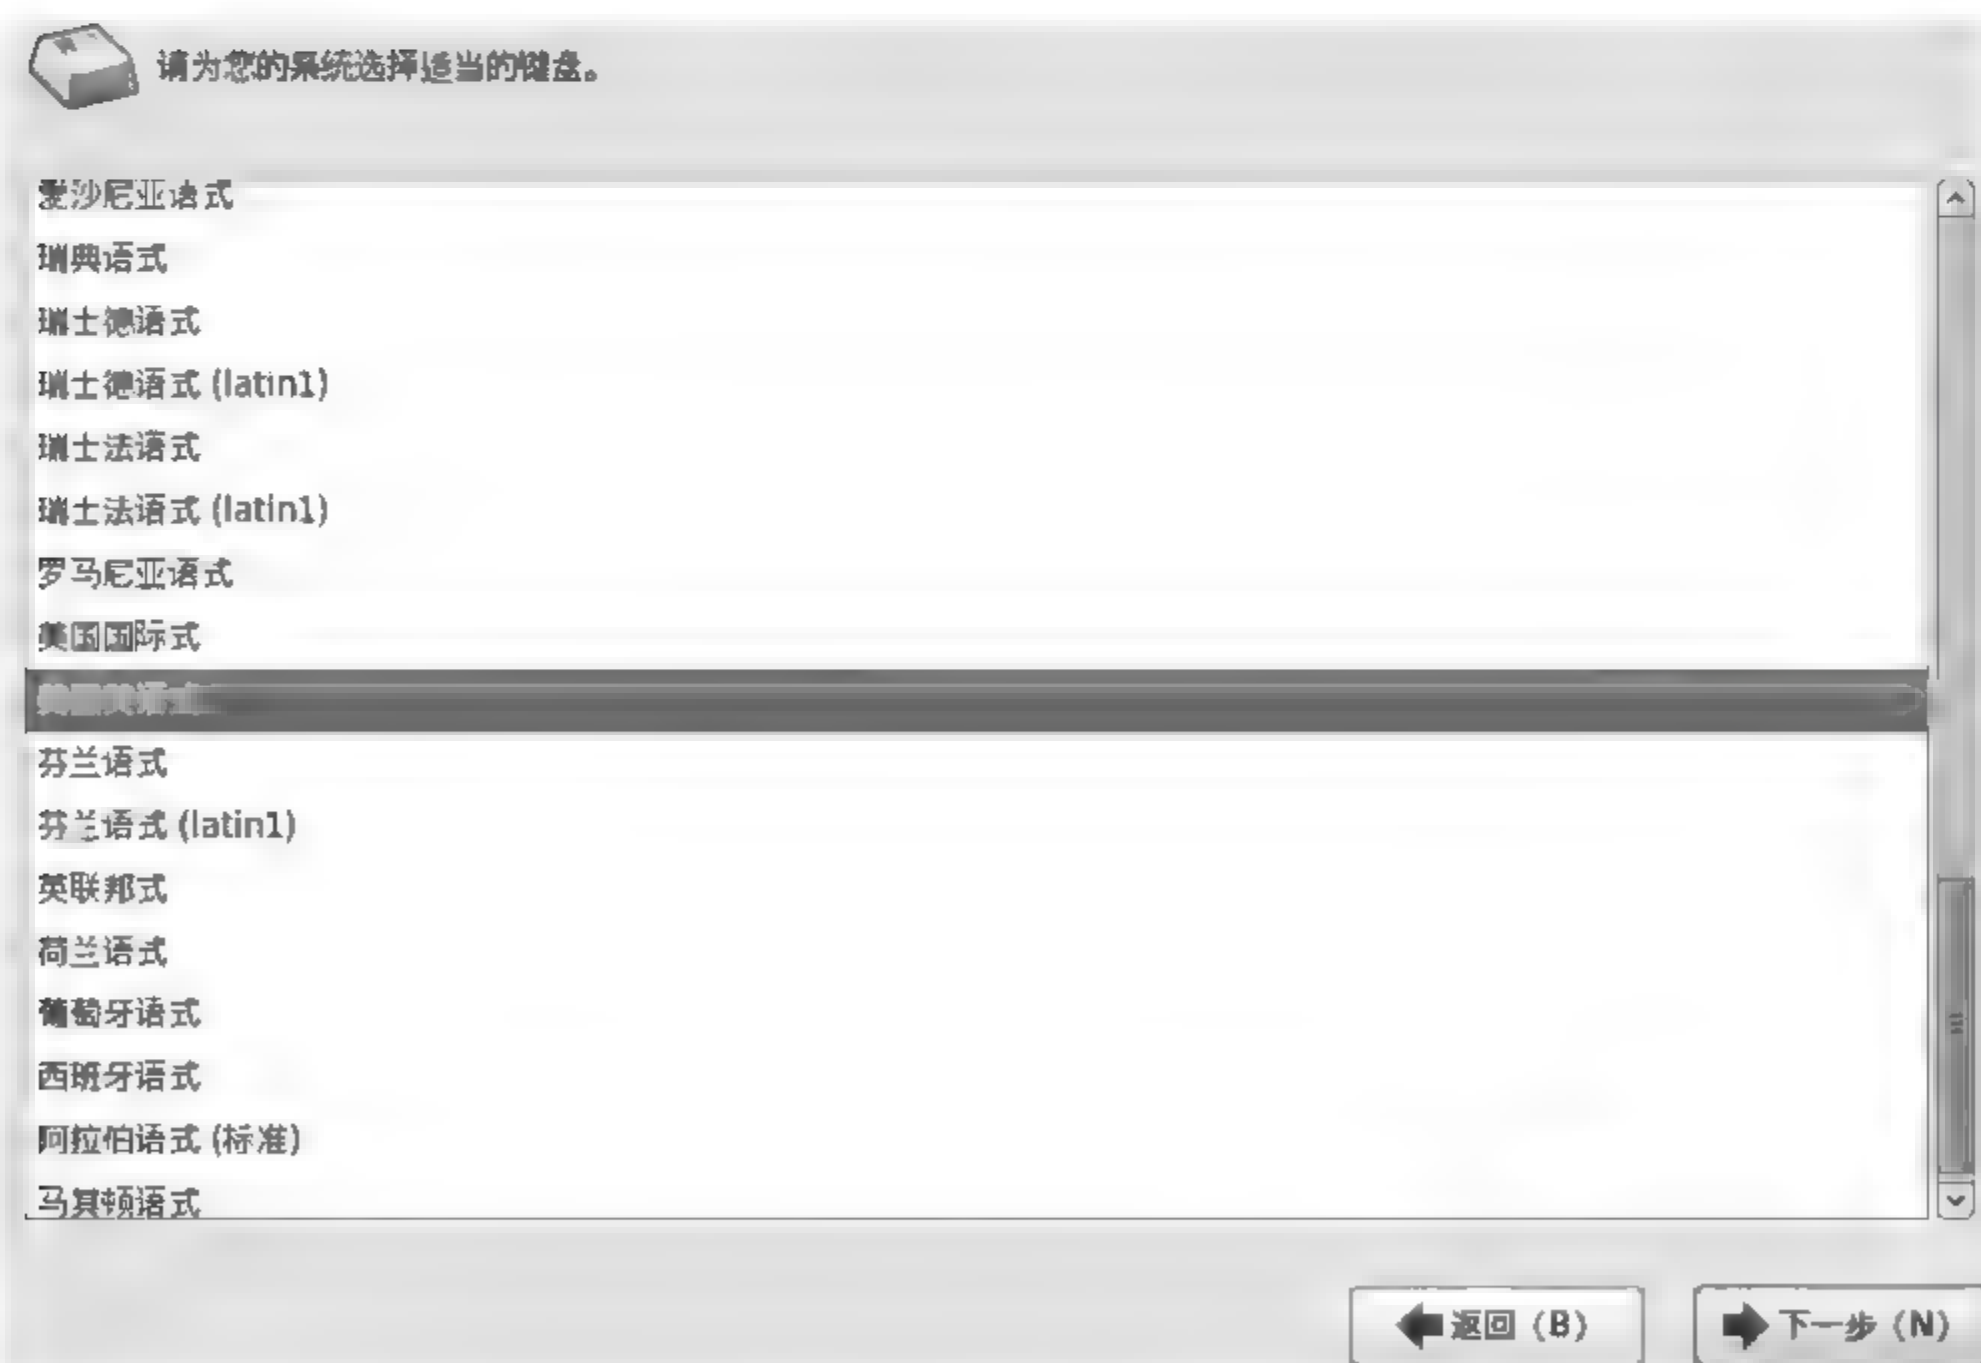 请为您的系统选择适当的键盘。
爱沙尼亚语式
瑞典语式
瑞士德语式
瑞士德语式 (latin1)
瑞士法语式
瑞士法语式 (latin1)
罗马尼亚语式
美国国际式
美国英语式
芬兰语式
芬兰语式 (latin1)
英联邦式
荷兰语式
葡萄牙语式
西班牙语式
阿拉伯语式 (标准)
马其顿语式
返回（B）
下一步（N）